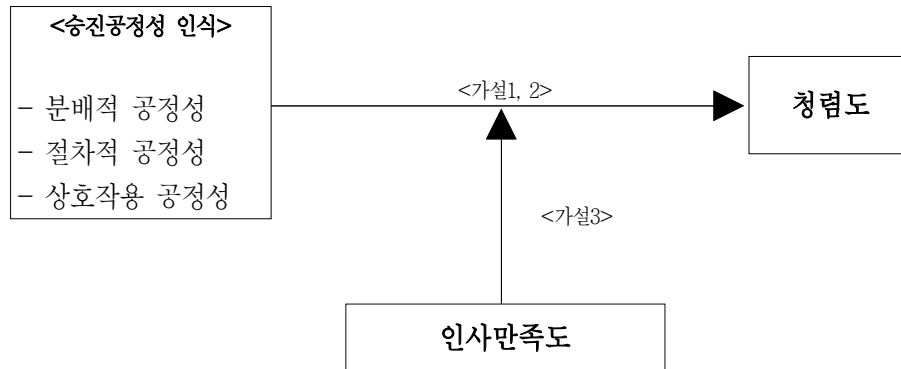 <승진공정성 인식>
- 분배적 공정성
- 절차적 공정성
- 상호작용 공정성
<가설1, 2>
청렴도
<가설3>
인사만족도